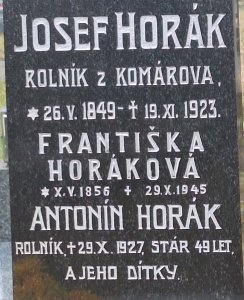 JOSEF HORÁK
ROLNÍK z KOMÁROVA,
✡ 26.V. 1849-† 19.XI. 1923.
FRANTIŠKA
HORÁKOVÁ
✶ X.V.1856 † 29.X.1945
ANTONÍN HORÁK
ROLNÍK, † 29.X. 1927, STÁR 49 LET,
A JEHO DÍTKY.